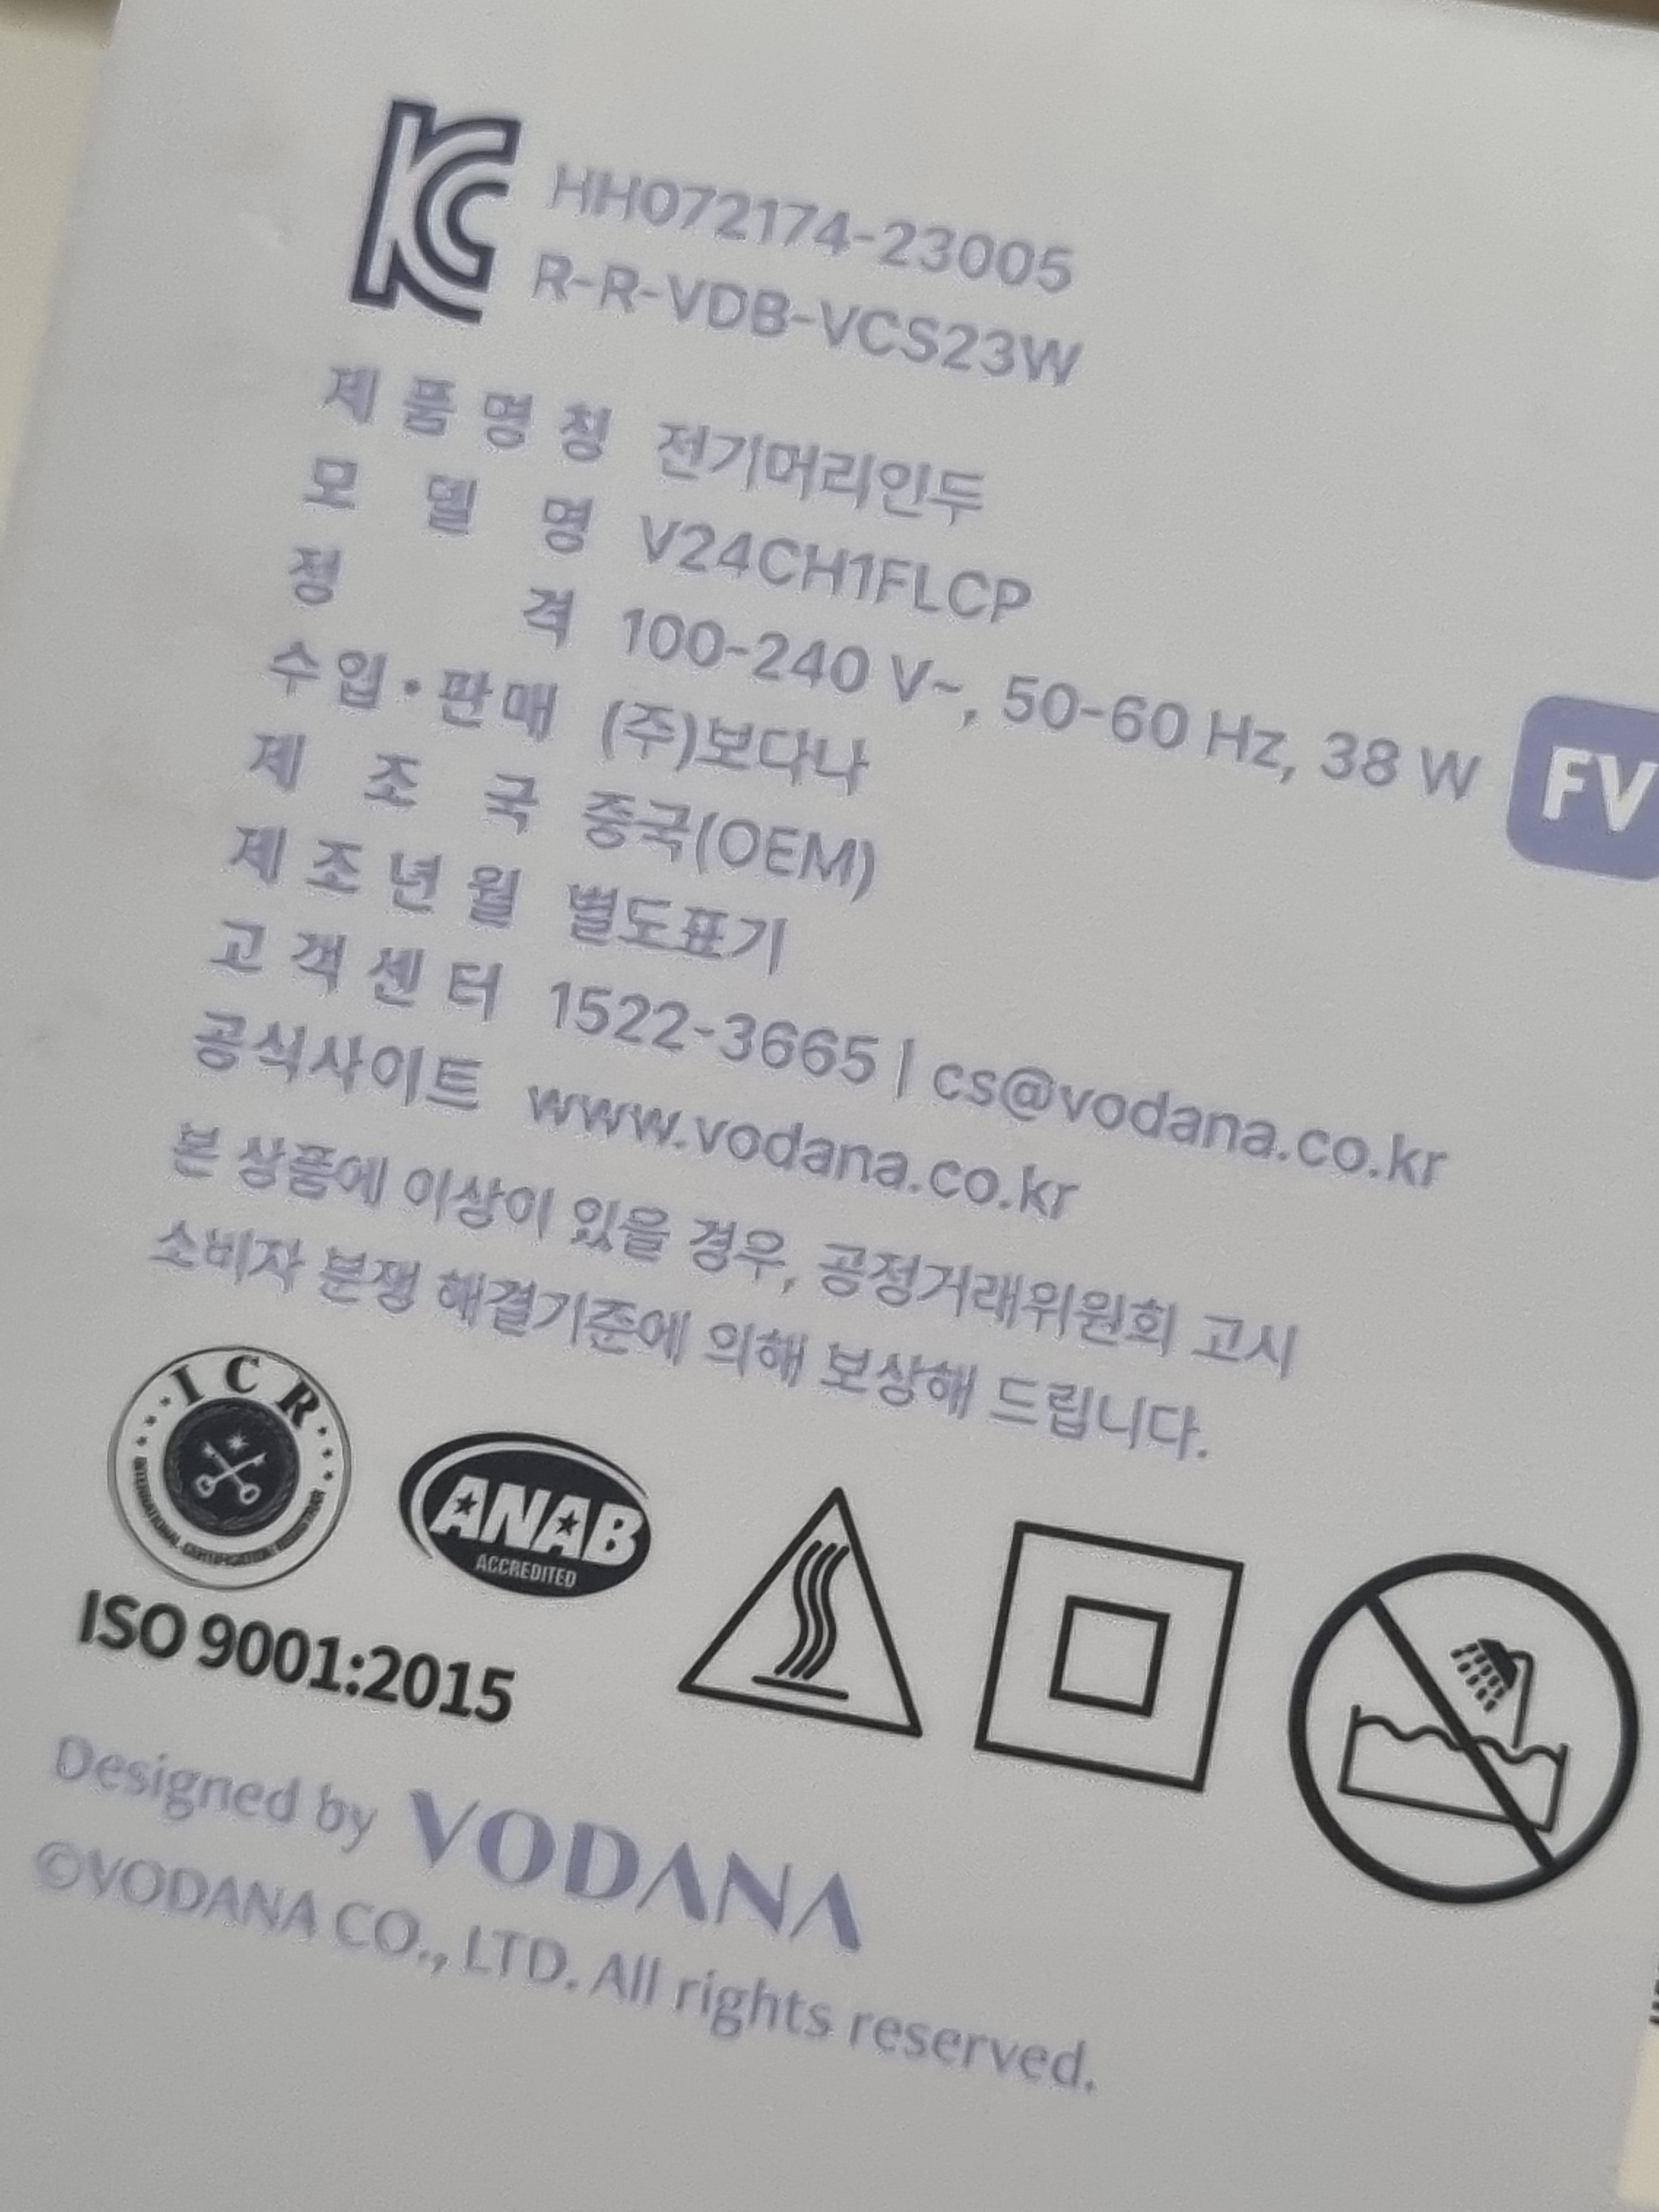 KC HH072174-23005
R-R-VDB-VCS23W
제품명칭 전기머리인두
모델명 V24CH1FLCP
정격 100-240 V~, 50-60 Hz, 38 W FV
수입·판매 (주)보다나
제조국 중국(OEM)
제조년월 별도표기
고객센터 1522-3665 | cs@vodana.co.kr
공식사이트 www.vodana.co.kr
본 상품에 이상이 있을 경우, 공정거래위원회 고시
소비자 분쟁 해결기준에 의해 보상해 드립니다.
ICR
INTERNATIONAL CERTIFICATION REGISTRAR
ANAB
ACCREDITED
ISO 9001:2015
Designed by VODANA
©VODANA CO., LTD. All rights reserved.